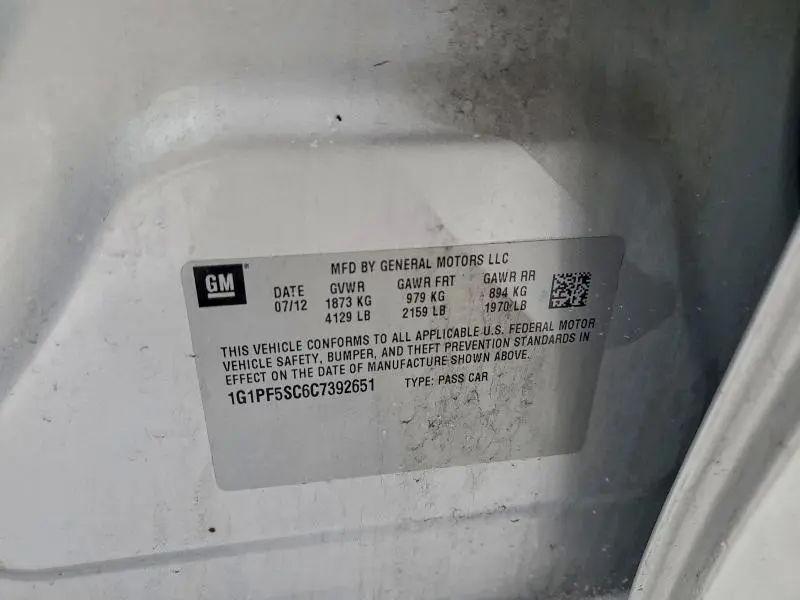 GM
MFD BY GENERAL MOTORS LLC
DATE GVWR GAWR FRT GAWR RR
07/12 1873 KG 979 KG 894 KG
4129 LB 2159 LB 1970 LB
THIS VEHICLE CONFORMS TO ALL APPLICABLE U.S. FEDERAL MOTOR
VEHICLE SAFETY, BUMPER, AND THEFT PREVENTION STANDARDS IN
EFFECT ON THE DATE OF MANUFACTURE SHOWN ABOVE.
1G1PF5SC6C7392651 TYPE: PASS CAR